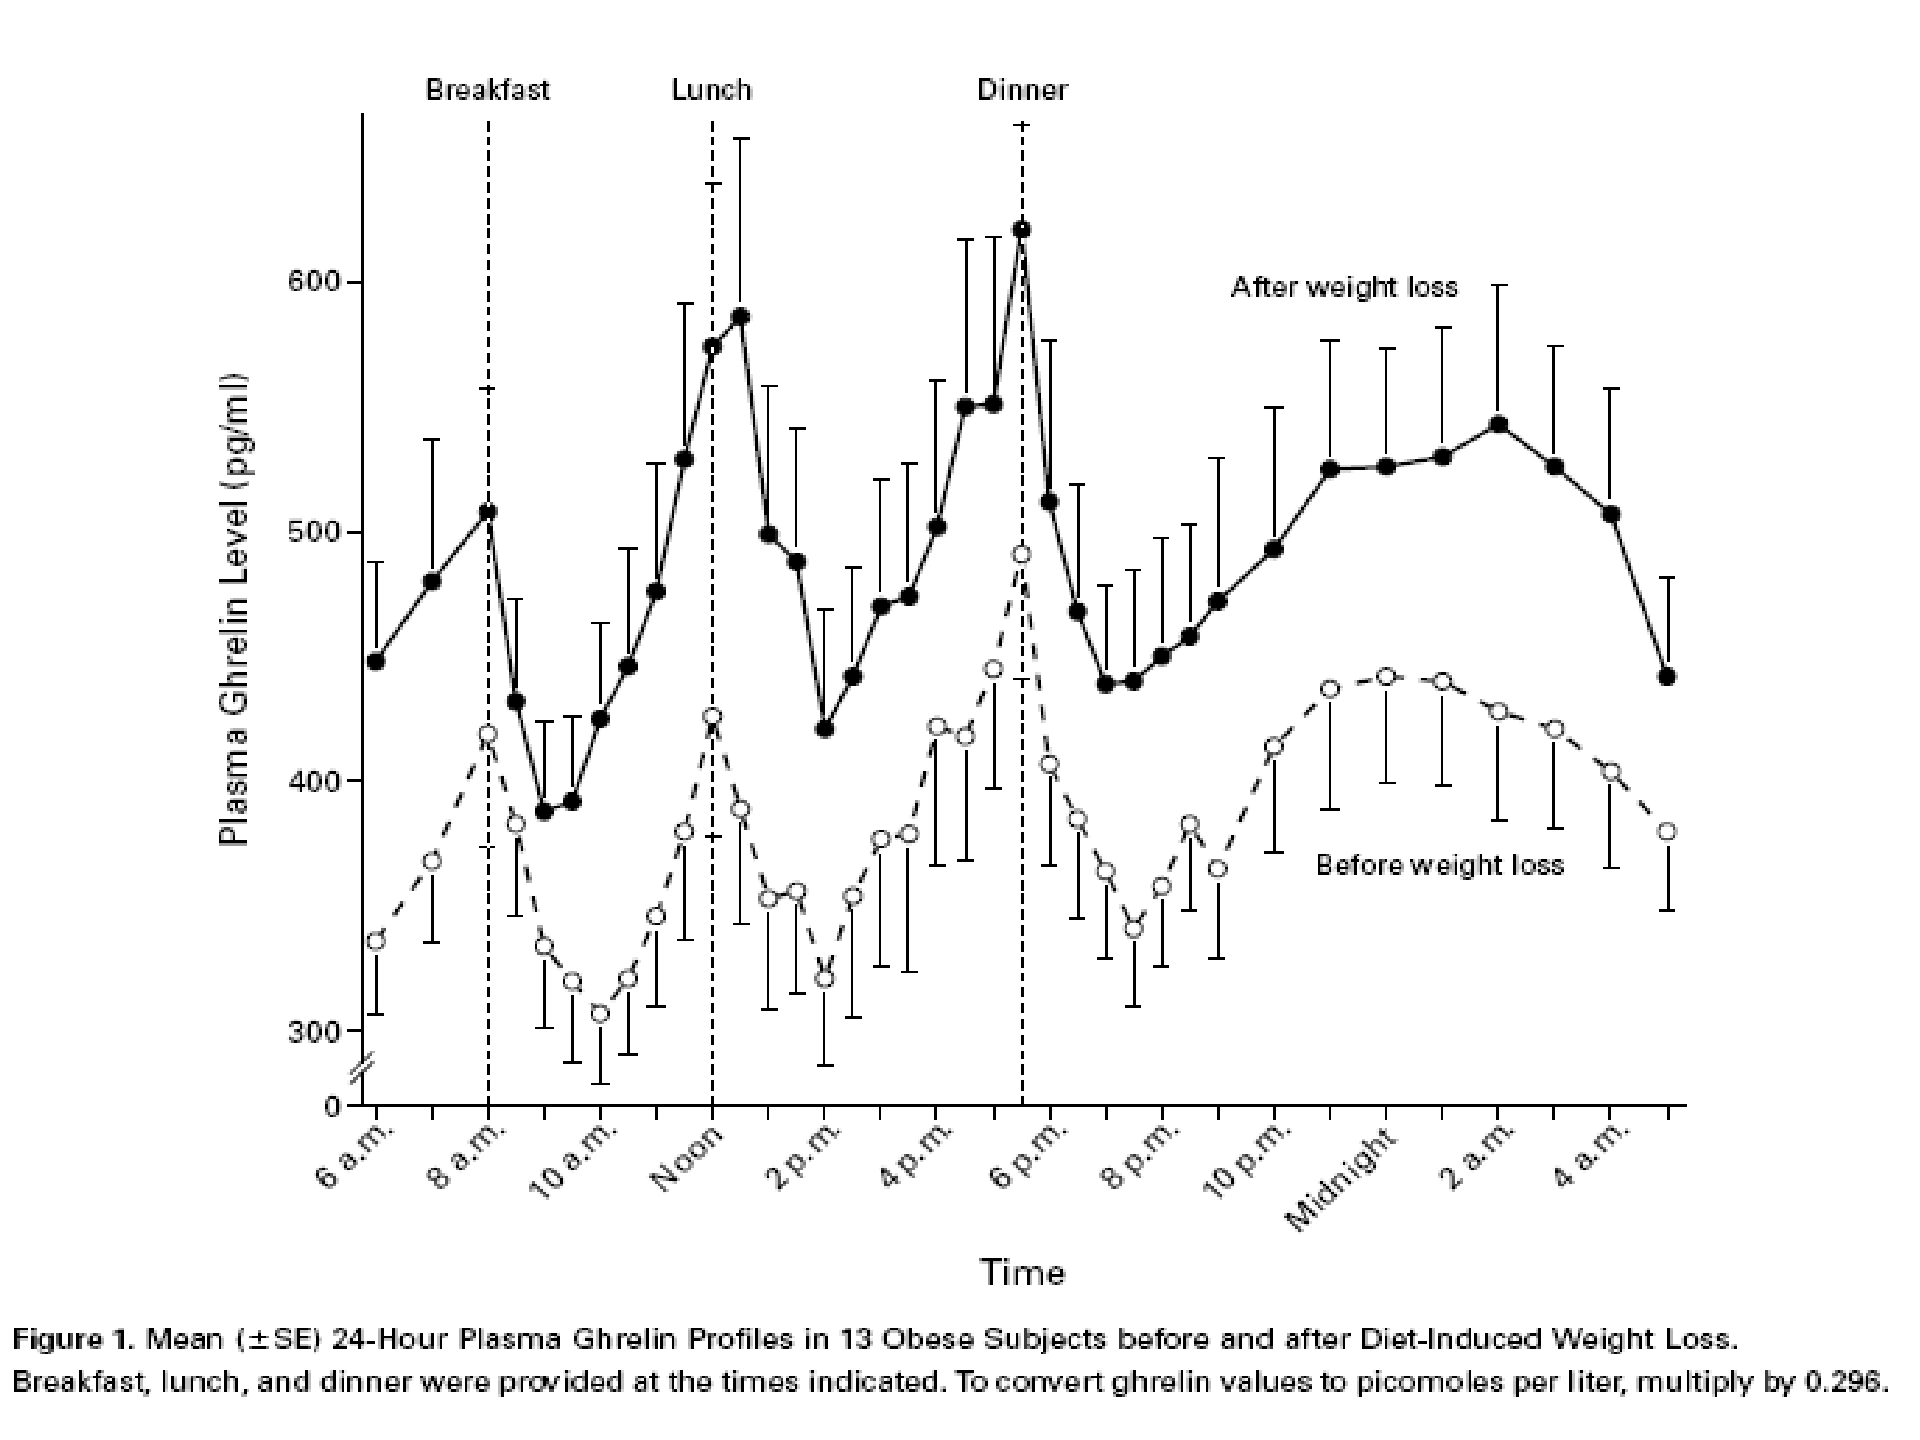 Breakfast Lunch Dinner
600
After weight loss
500
Plasma Ghrelin Level (pg/ml)
400
Before weight loss
300
0
6 a.m. 8 a.m. 10 a.m. Noon 2 p.m. 4 p.m. 6 p.m. 8 p.m. 10 p.m. Midnight 2 a.m. 4 a.m.
Time
Figure 1. Mean (±SE) 24-Hour Plasma Ghrelin Profiles in 13 Obese Subjects before and after Diet-Induced Weight Loss.
Breakfast, lunch, and dinner were provided at the times indicated. To convert ghrelin values to picomoles per liter, multiply by 0.296.